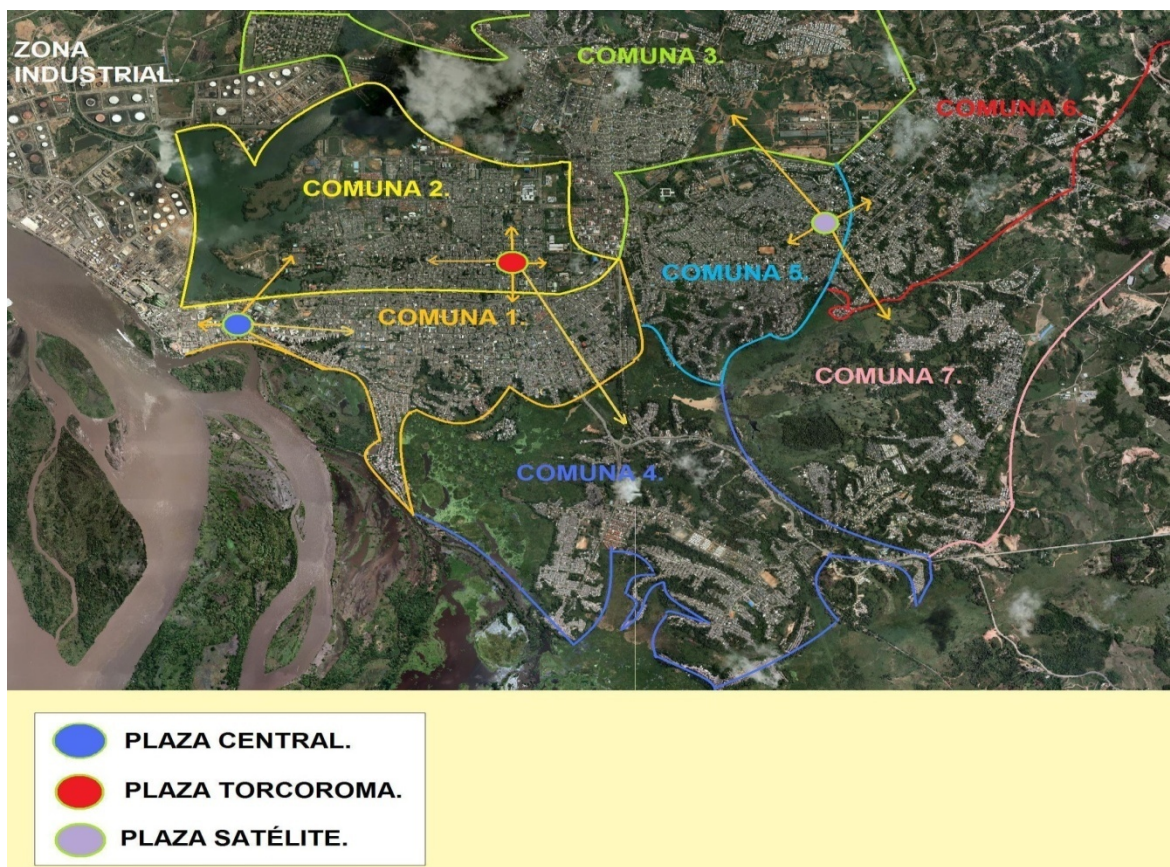 ZONA
INDUSTRIAL.
COMUNA 3.
COMUNA 6.
COMUNA 2.
COMUNA 5.
COMUNA 1.
COMUNA 7.
COMUNA 4.
PLAZA CENTRAL.
PLAZA TORCOROMA.
PLAZA SATÉLITE.